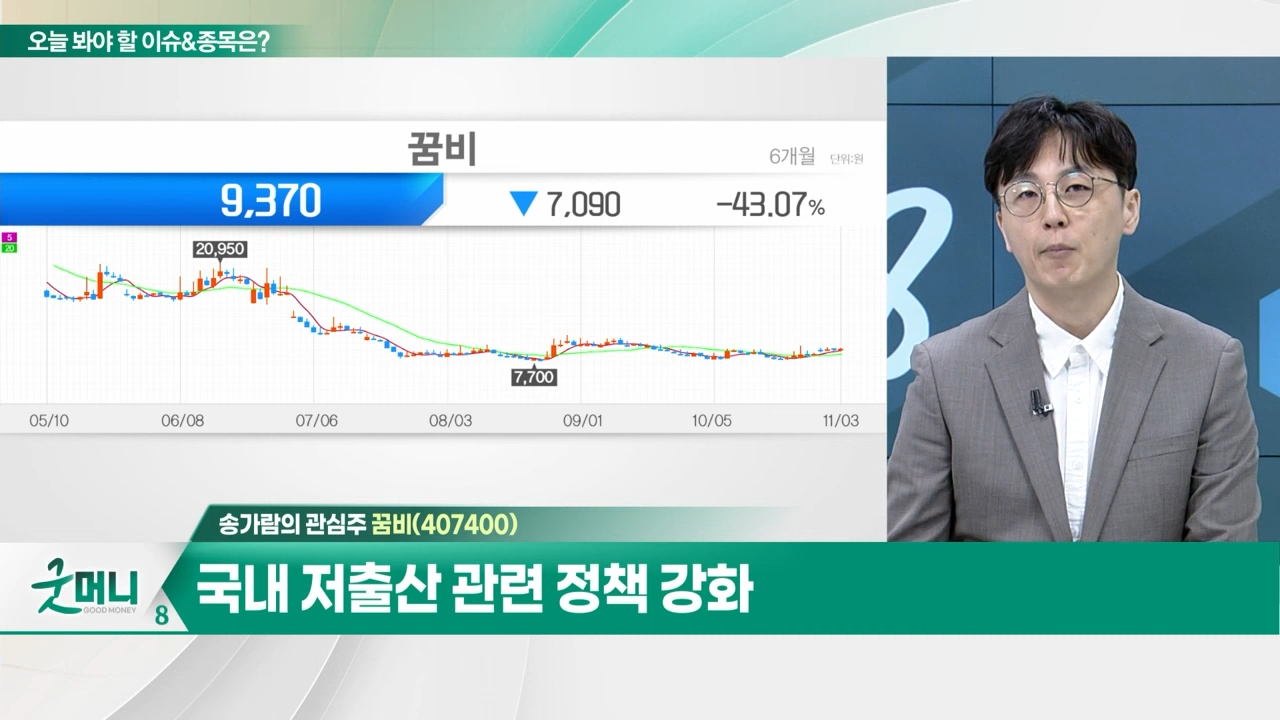 오늘 봐야 할 이슈&종목은?
꿈비
6개월 단위:원
9,370 ▼7,090 -43.07%
5
20
20,950
7,700
05/10 06/08 07/06 08/03 09/01 10/05 11/03
송가람의 관심주 꿈비(407400)
국내 저출산 관련 정책 강화
굿머니
GOOD MONEY
8